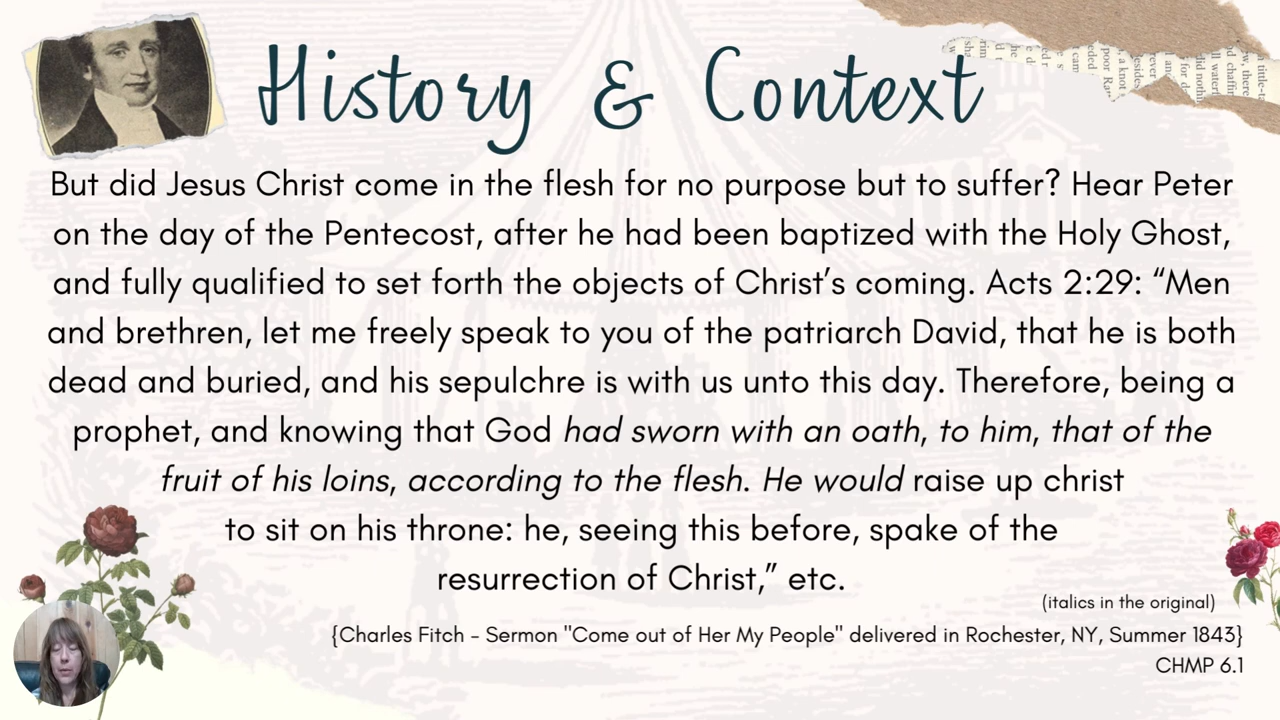 History & Context
But did Jesus Christ come in the flesh for no purpose but to suffer? Hear Peter
on the day of the Pentecost, after he had been baptized with the Holy Ghost,
and fully qualified to set forth the objects of Christ's coming. Acts 2:29: “Men
and brethren, let me freely speak to you of the patriarch David, that he is both
dead and buried, and his sepulchre is with us unto this day. Therefore, being a
prophet, and knowing that God had sworn with an oath, to him, that of the
fruit of his loins, according to the flesh. He would raise up christ
to sit on his throne: he, seeing this before, spake of the
resurrection of Christ,” etc.
(italics in the original)
{Charles Fitch - Sermon "Come out of Her My People" delivered in Rochester, NY, Summer 1843}
CHMP 6.1